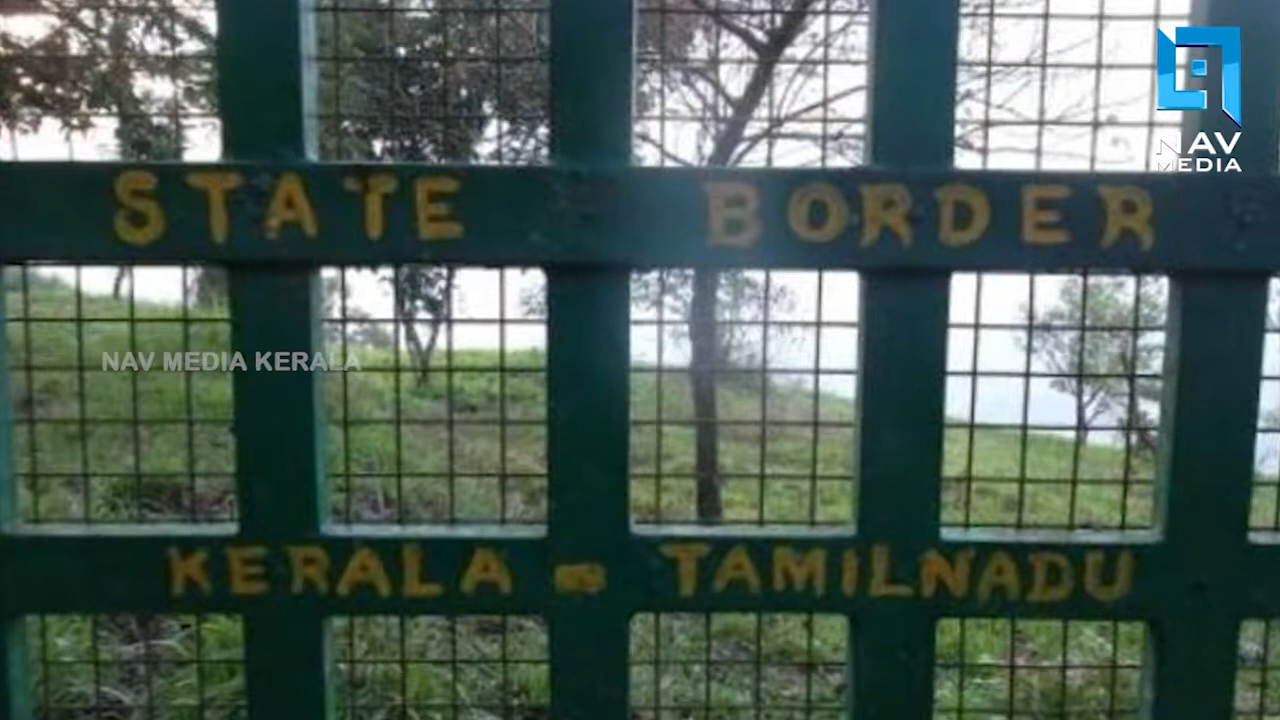 NAV
MEDIA
STATE BORDER
NAV MEDIA KERALA
KERALA - TAMILNADU